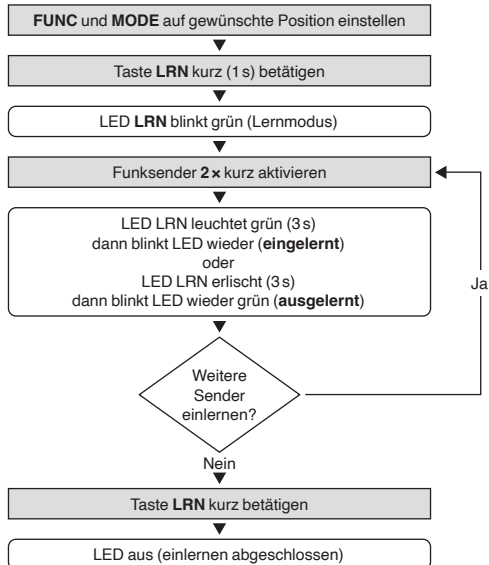 FUNC und MODE auf gewünschte Position einstellen
Taste LRN kurz (1 s) betätigen
LED LRN blinkt grün (Lernmodus)
Funksender 2 × kurz aktivieren
LED LRN leuchtet grün (3 s)
dann blinkt LED wieder (eingelernt)
oder
LED LRN erlischt (3 s)
dann blinkt LED wieder grün (ausgelernt)
Ja
Weitere
Sender
einlernen?
Nein
Taste LRN kurz betätigen
LED aus (einlernen abgeschlossen)